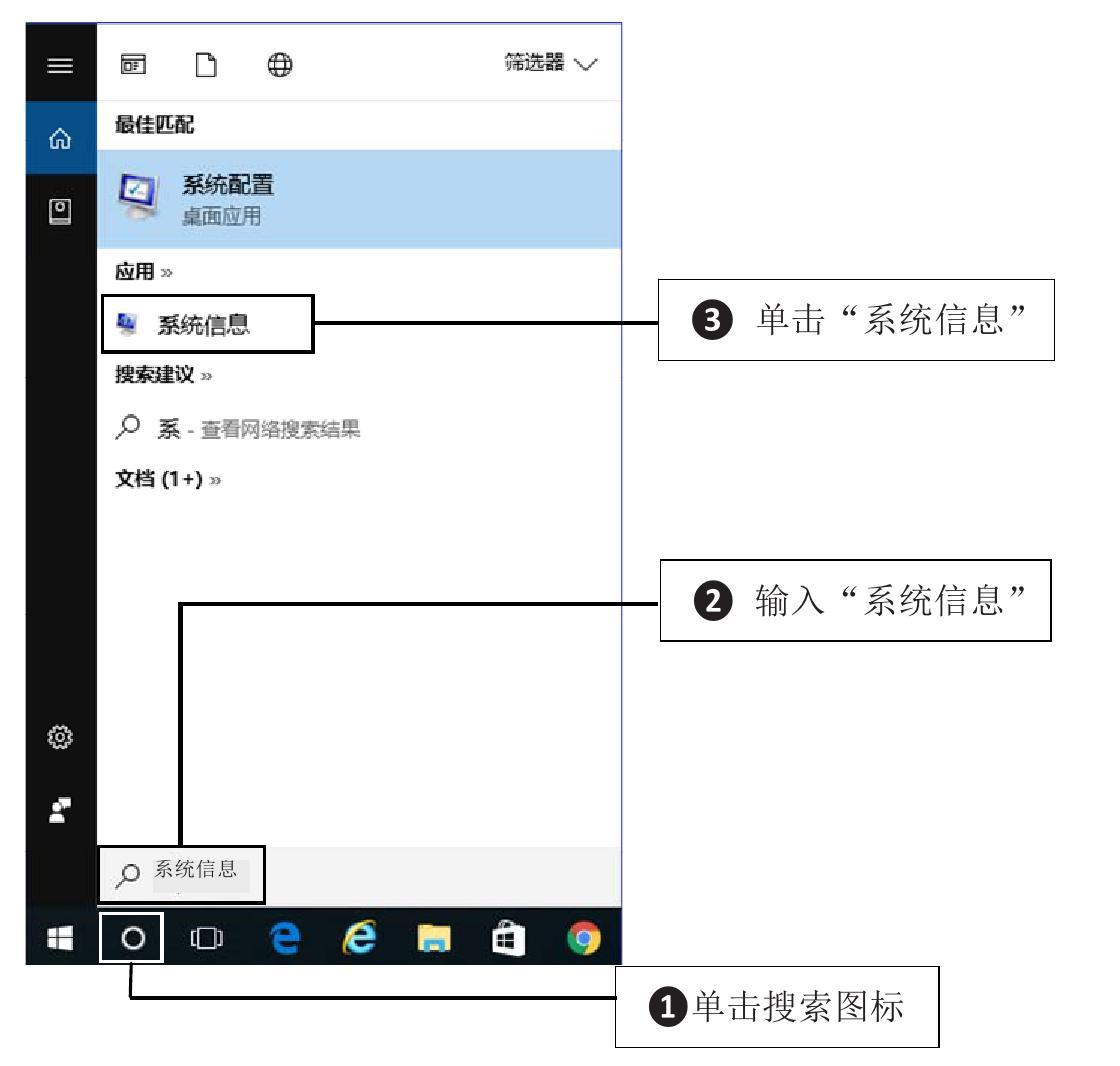 筛选器
最佳匹配
系统配置
桌面应用
应用 »
系统信息
❸ 单击“系统信息”
搜索建议 »
系 - 查看网络搜索结果
文档 (1+) »
❷ 输入“系统信息”
系统信息
❶单击搜索图标